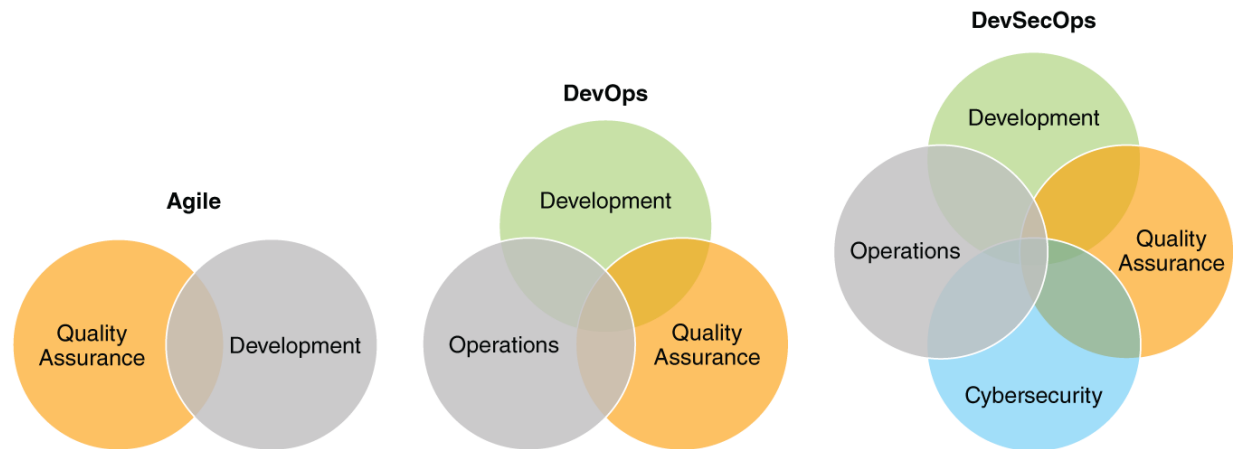 Agile
Quality
Assurance
Development
DevOps
Development
Operations
Quality
Assurance
DevSecOps
Development
Operations
Quality
Assurance
Cybersecurity